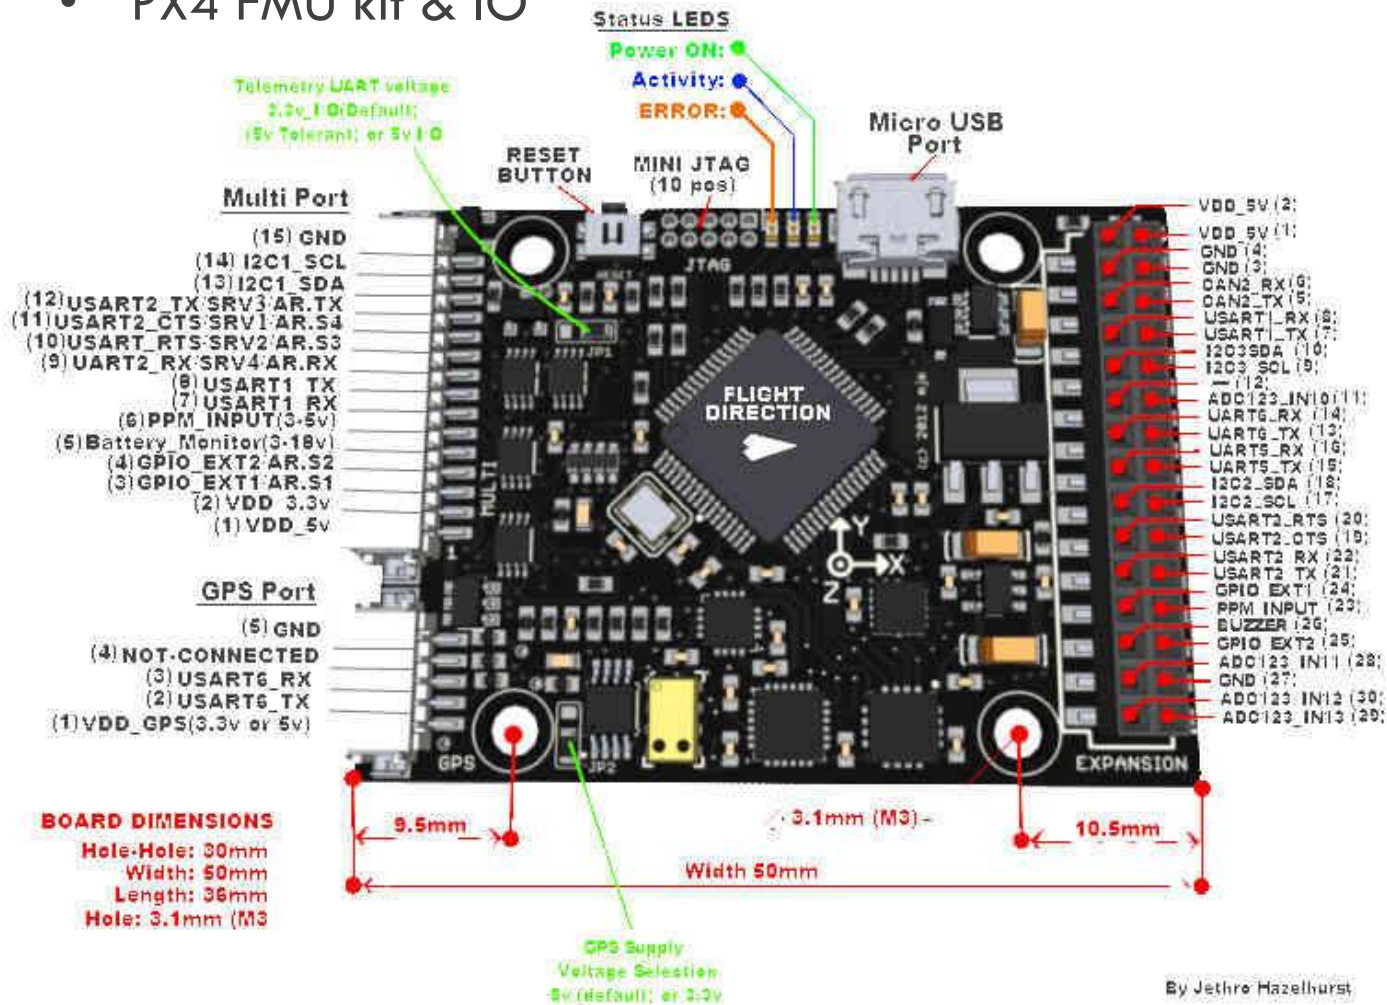 • PX4 FMU kit & IO
Status LEDS
Power ON:
Activity:
ERROR:
Telemetry UART voltage
3.3v_I-O(Default)
(5v Tolerant) or 5v I-O
RESET
BUTTON
MINI JTAG
(10 pos)
Micro USB
Port
Multi Port
(15) GND
(14) I2C1_SCL
(13) I2C1_SDA
(12)USART2_TX SRV3 AR.TX
(11)USART2_CTS SRV1 AR.S4
(10)USART_RTS SRV2 AR.S3
(9)UART2_RX SRV4 AR.RX
(8) USART1_TX
(7) USART1_RX
(6)PPM_INPUT(3-5v)
(5)Battery_Monitor(3-18v)
(4)GPIO_EXT2 AR.S2
(3)GPIO_EXT1 AR.S1
(2) VDD_3.3v
(1) VDD_5v
GPS Port
(5) GND
(4) NOT-CONNECTED
(3) USART6_RX
(2) USART6_TX
(1)VDD_GPS(3.3v or 5v)
RESET
JTAG
JP1
FLIGHT
DIRECTION
(c) 2012 eje
MULTI
Y
X
Z
GPS
JP2
EXPANSION
VDD_5V (2)
VDD_5V (1)
GND (4)
GND (3)
CAN2_RX(6)
CAN2_TX (5)
USART1_RX (8)
USART1_TX (7)
I2C3SDA (10)
I2C3_SCL (9)
— (12)
ADC123_IN10(11)
UART6_RX (14)
UART6_TX (13)
UART5_RX (16)
UART5_TX (15)
I2C2_SDA (18)
I2C2_SCL (17)
USART2_RTS (20)
USART2_CTS (19)
USART2_RX (22)
USART2_TX (21)
GPIO_EXT1 (24)
PPM_INPUT (23)
BUZZER (26)
GPIO_EXT2 (25)
ADC123_IN11 (28)
GND (27)
ADC123_IN12 (30)
ADC123_IN13 (29)
BOARD DIMENSIONS
Hole-Hole: 30mm
Width: 50mm
Length: 36mm
Hole: 3.1mm (M3
9.5mm
3.1mm (M3)
10.5mm
Width 50mm
GPS Supply
Voltage Selection
5v (default) or 3.3v
By Jethro Hazelhurst